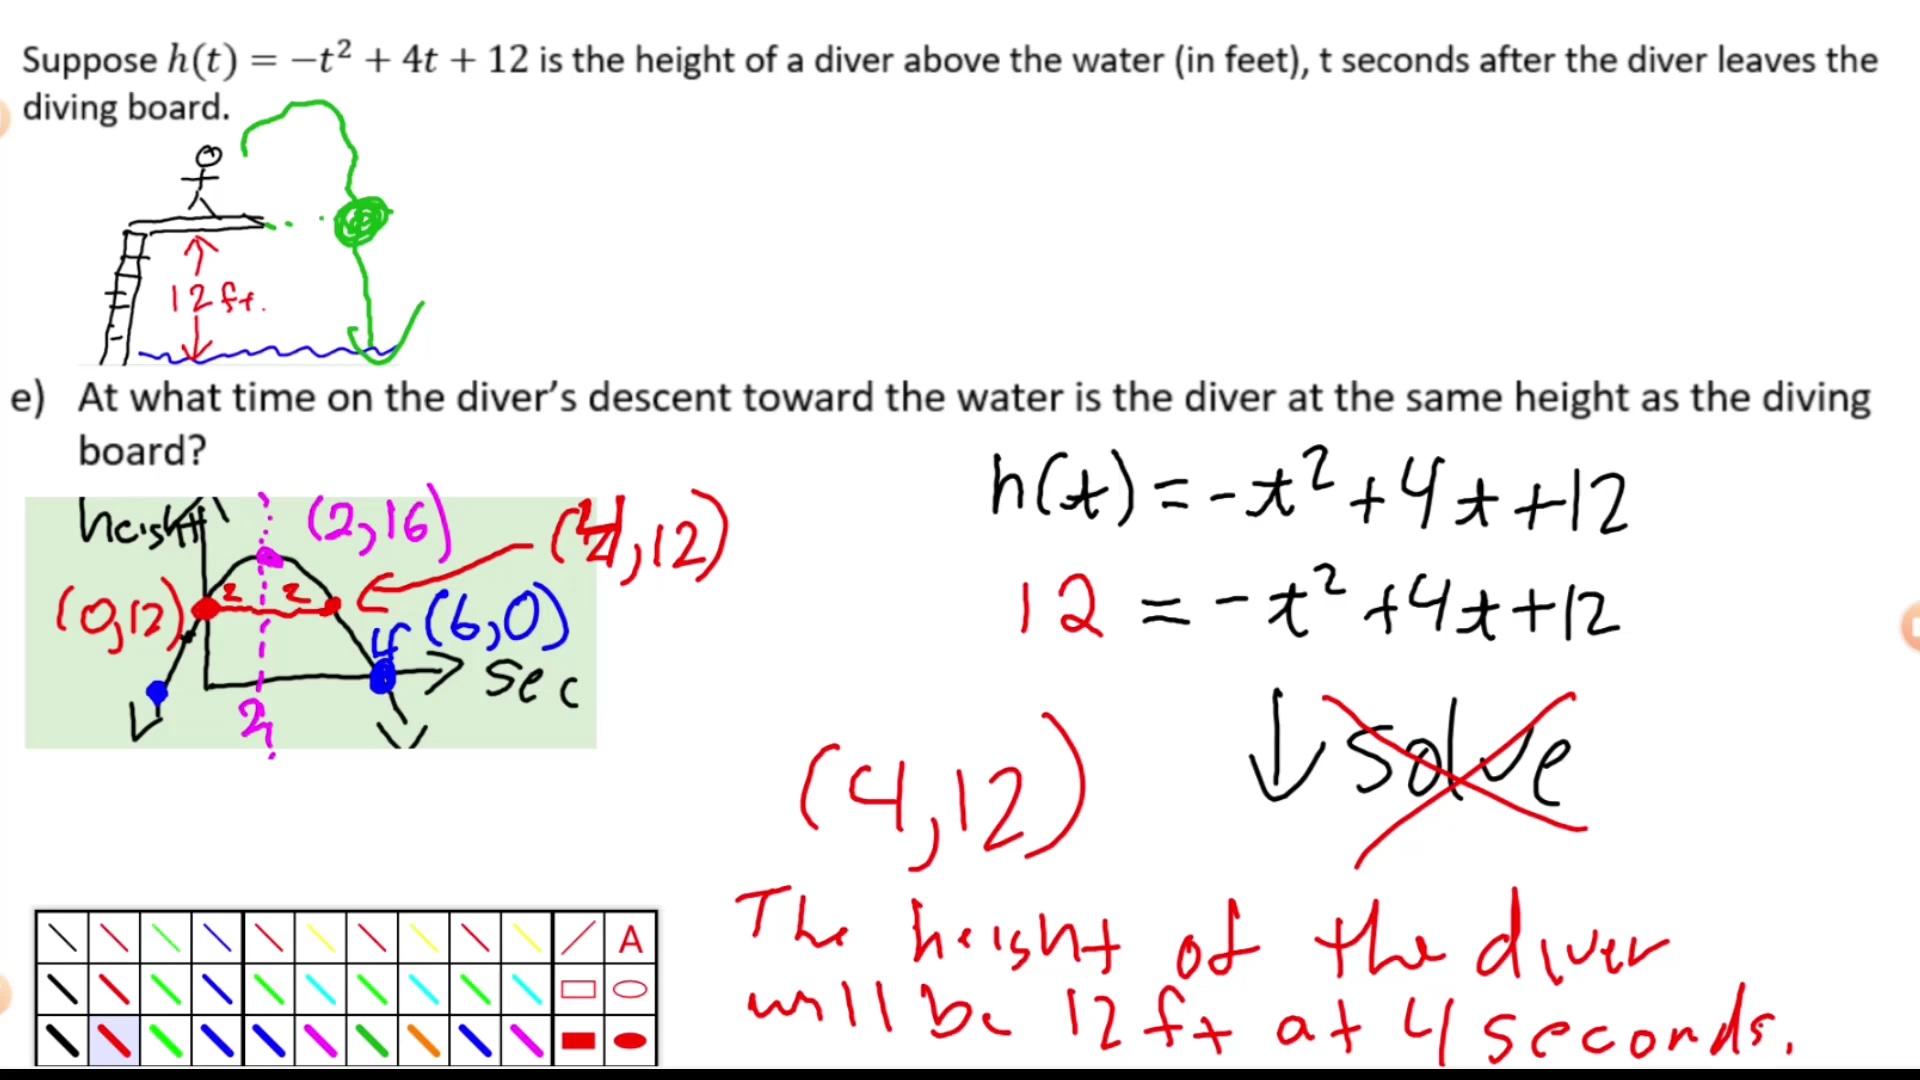 Suppose h(t) = −t² + 4t + 12 is the height of a diver above the water (in feet), t seconds after the diver leaves the
diving board.
12 ft.
e) At what time on the diver's descent toward the water is the diver at the same height as the diving
board?
h(t) = -t² + 4t + 12
height
(2,16)
(4,12)
12 = -t² + 4t + 12
(0,12)
2 2
(6,0)
sec
2
solve
(4,12)
The height of the diver
will be 12 ft at 4 seconds.
A